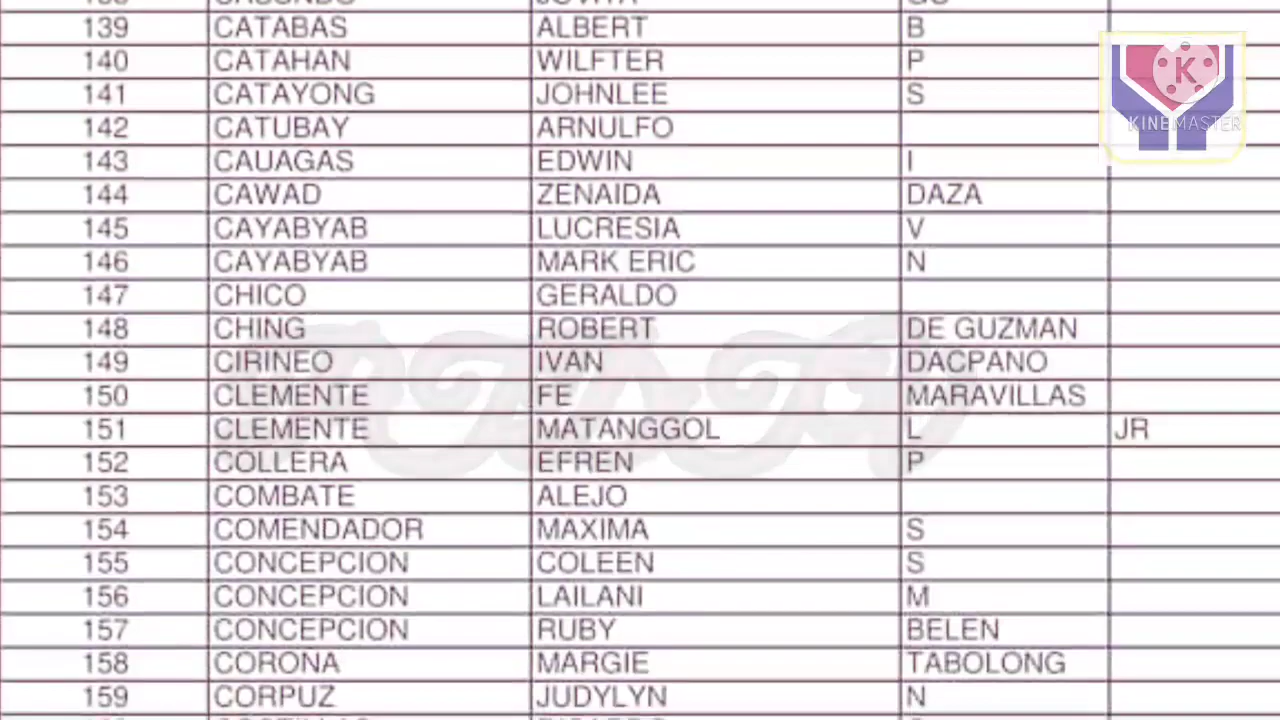 139 CATABAS ALBERT B
140 CATAHAN WILFTER P
141 CATAYONG JOHNLEE S
142 CATUBAY ARNULFO
143 CAUAGAS EDWIN I
144 CAWAD ZENAIDA DAZA
145 CAYABYAB LUCRESIA V
146 CAYABYAB MARK ERIC N
147 CHICO GERALDO
148 CHING ROBERT DE GUZMAN
149 CIRINEO IVAN DACPANO
150 CLEMENTE FE MARAVILLAS
151 CLEMENTE MATANGGOL L JR
152 COLLERA EFREN P
153 COMBATE ALEJO
154 COMENDADOR MAXIMA S
155 CONCEPCION COLEEN S
156 CONCEPCION LAILANI M
157 CONCEPCION RUBY BELEN
158 CORONA MARGIE TABOLONG
159 CORPUZ JUDYLYN N
K
KINEMASTER